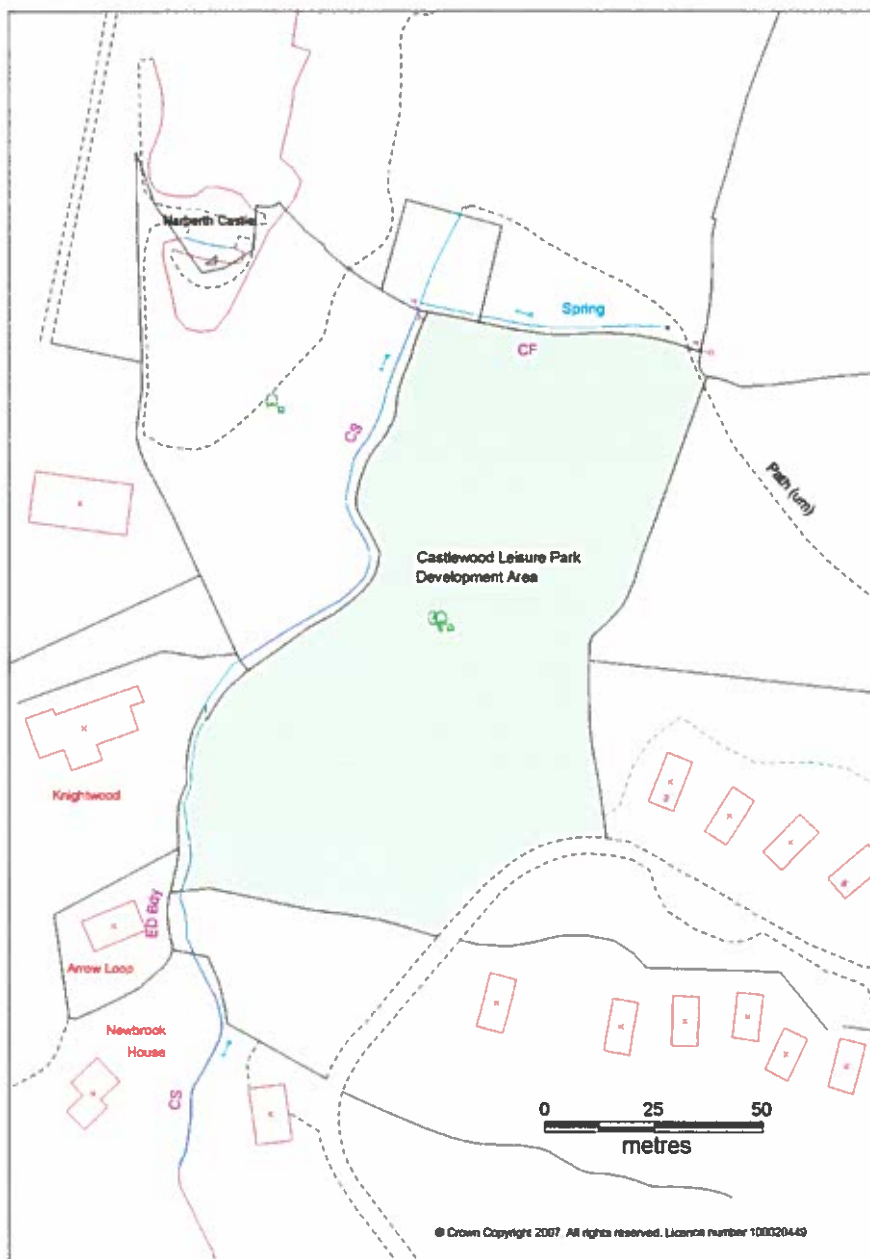 Narberth Castle
Spring
CF
CS
Path (um)
Castlewood Leisure Park
Development Area
Knightwood
ED Bdy
Arrow Loop
Newbrook
House
CS
0 25 50
metres
© Crown Copyright 2007. All rights reserved. Licence number 100020449